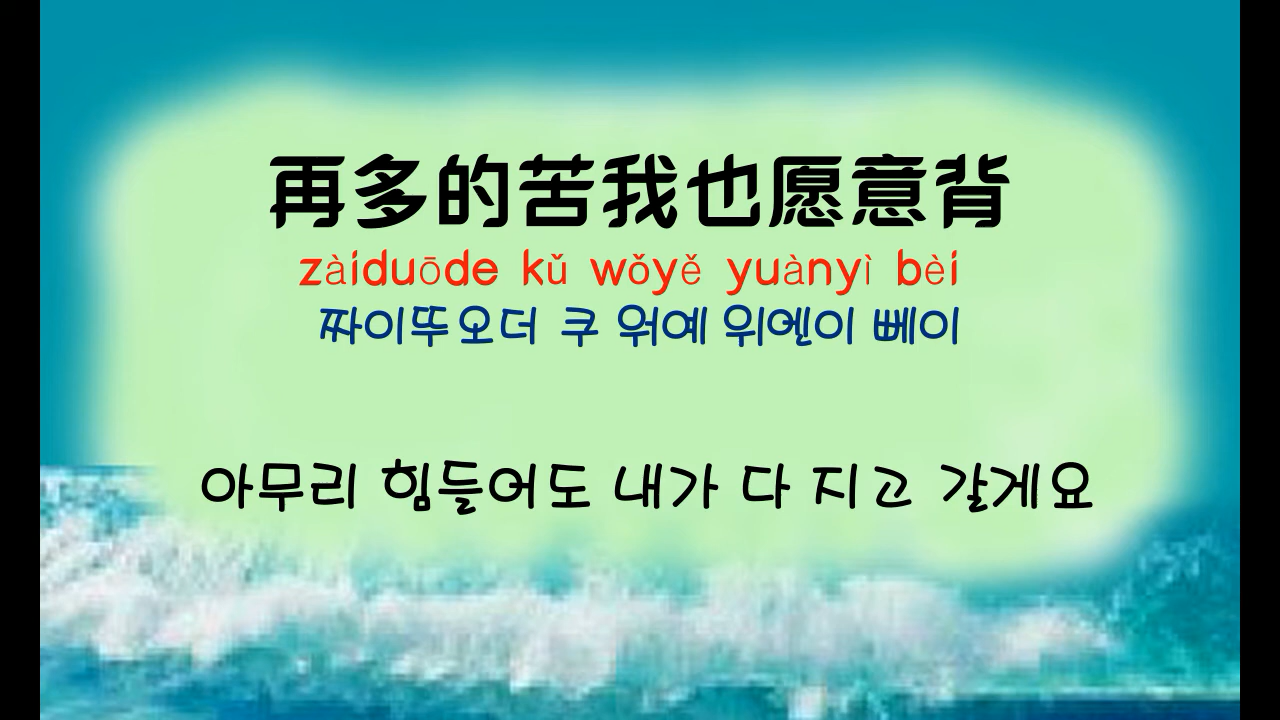 再多的苦我也愿意背
zàiduōde kǔ wǒyě yuànyì bèi
짜이뚜오더 쿠 워예 위엔이 뻬이
아무리 힘들어도 내가 다 지고 갈게요